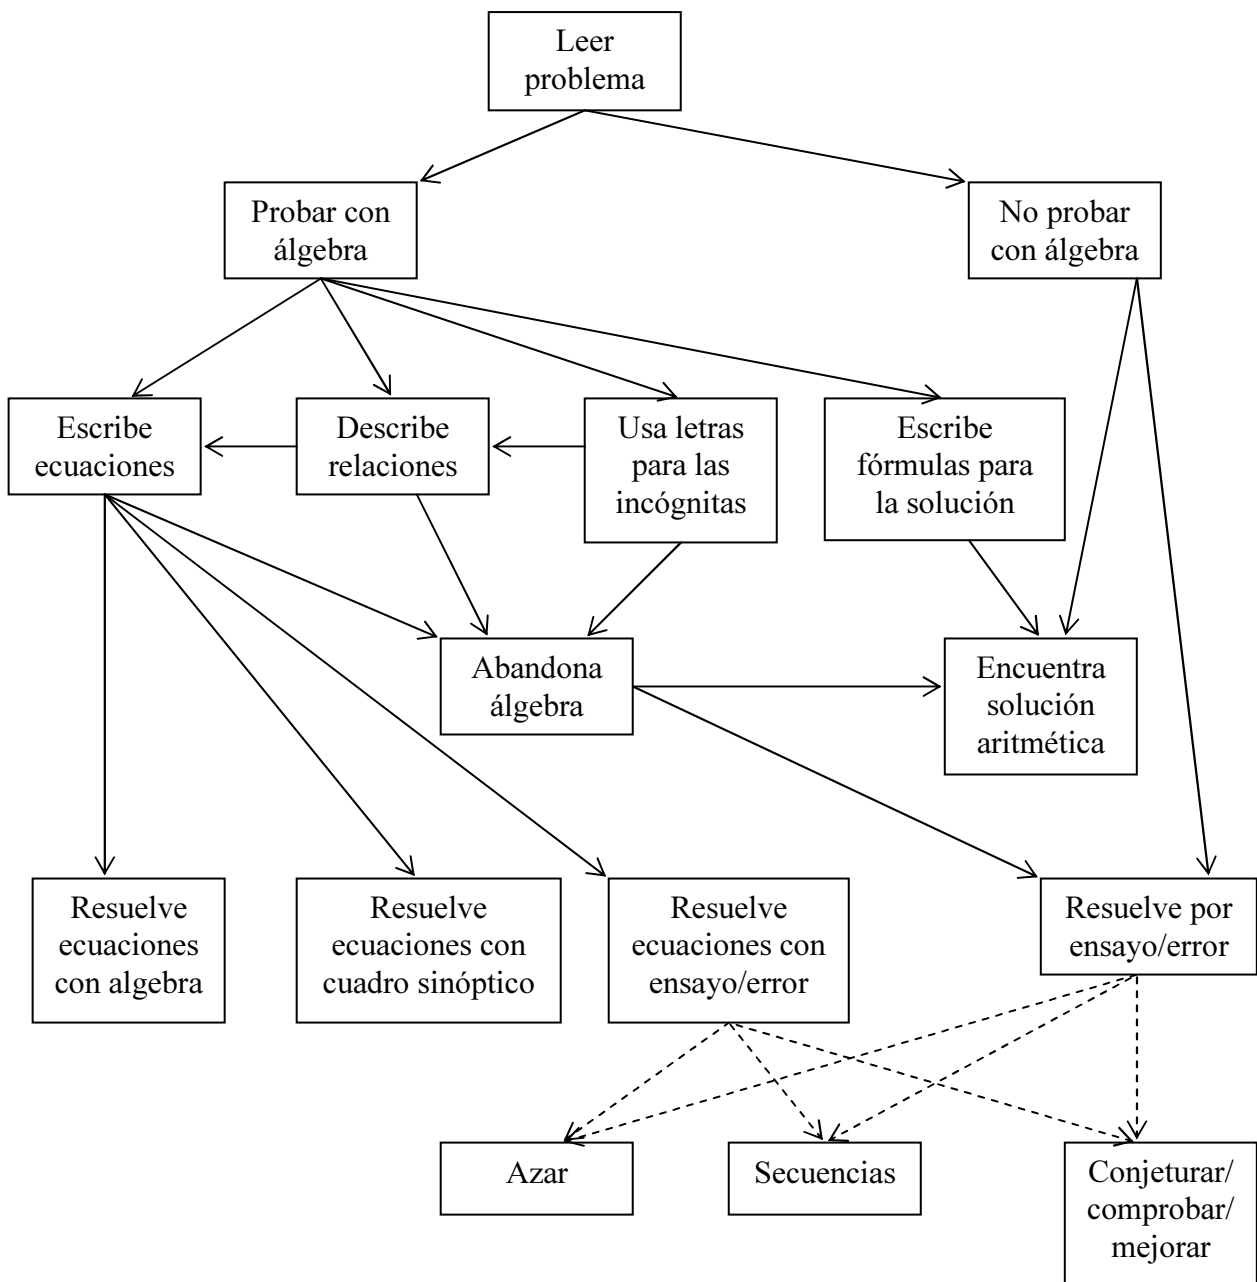 Leer
problema
Probar con
álgebra
No probar
con álgebra
Escribe
ecuaciones
Describe
relaciones
Usa letras
para las
incógnitas
Escribe
fórmulas para
la solución
Abandona
álgebra
Encuentra
solución
aritmética
Resuelve
ecuaciones
con algebra
Resuelve
ecuaciones con
cuadro sinóptico
Resuelve
ecuaciones con
ensayo/error
Resuelve por
ensayo/error
Azar
Secuencias
Conjeturar/
comprobar/
mejorar